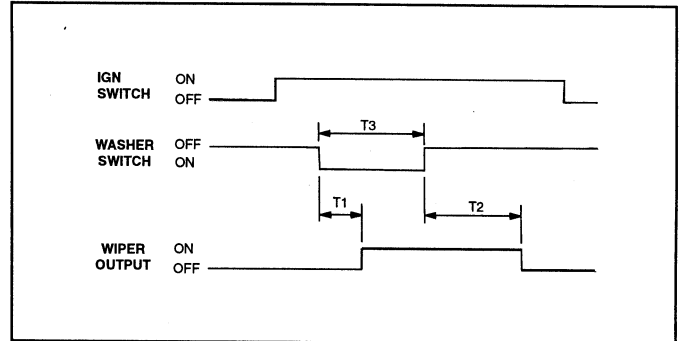 IGN SWITCH ON
OFF
T3
WASHER SWITCH OFF
ON
T1
T2
WIPER OUTPUT ON
OFF